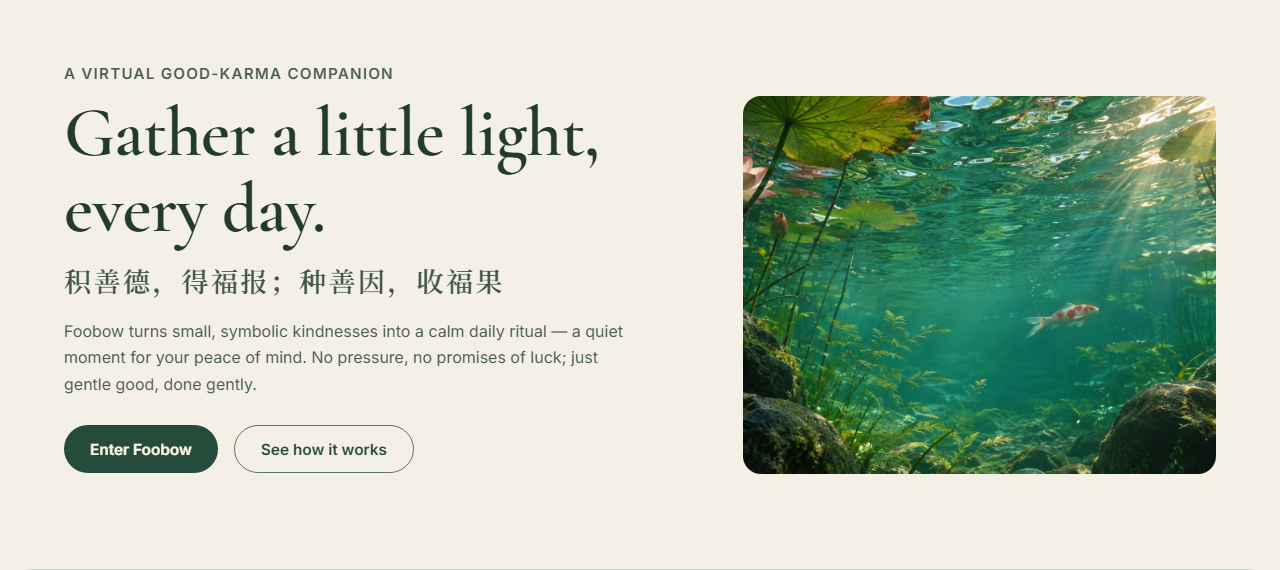 A VIRTUAL GOOD-KARMA COMPANION
Gather a little light,
every day.
积善德，得福报；种善因，收福果
Foobow turns small, symbolic kindnesses into a calm daily ritual — a quiet
moment for your peace of mind. No pressure, no promises of luck; just
gentle good, done gently.
Enter Foobow
See how it works